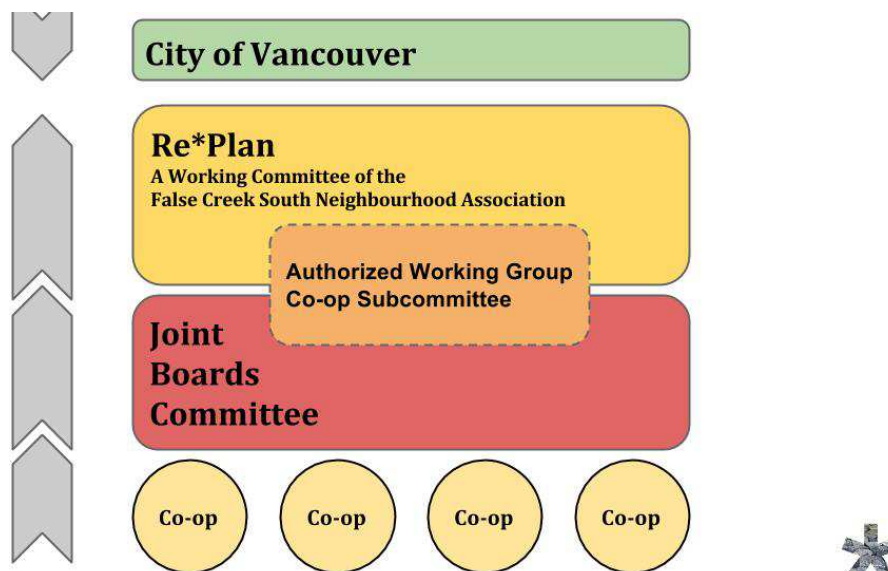 City of Vancouver
Re*Plan
A Working Committee of the
False Creek South Neighbourhood Association
Authorized Working Group
Co-op Subcommittee
Joint
Boards
Committee
Co-op
Co-op
Co-op
Co-op